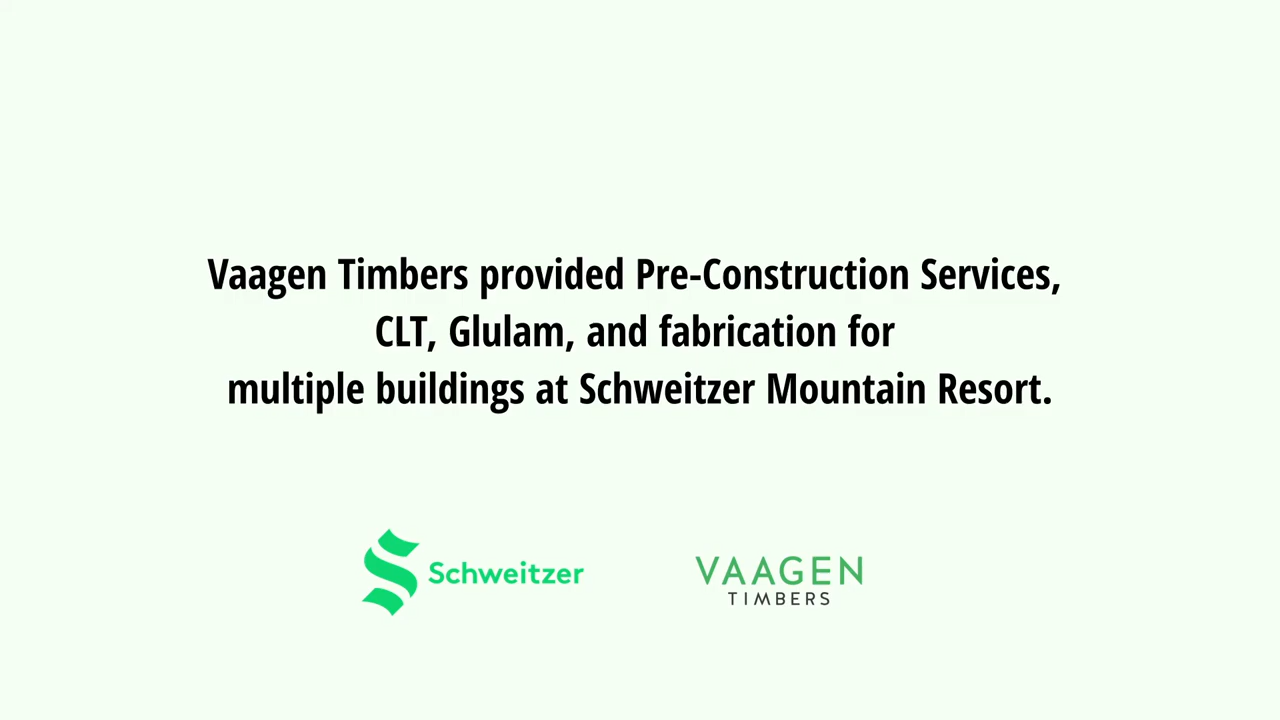 Vaagen Timbers provided Pre-Construction Services,
CLT, Glulam, and fabrication for
multiple buildings at Schweitzer Mountain Resort.
Schweitzer
VAAGEN
TIMBERS